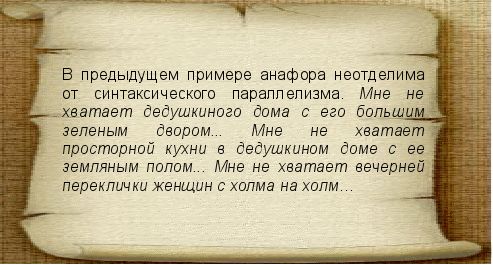 В предыдущем примере анафора неотделима
от синтаксического параллелизма. Мне не
хватает дедушкиного дома с его большим
зеленым двором... Мне не хватает
просторной кухни в дедушкином доме с ее
земляным полом... Мне не хватает вечерней
переклички женщин с холма на холм…